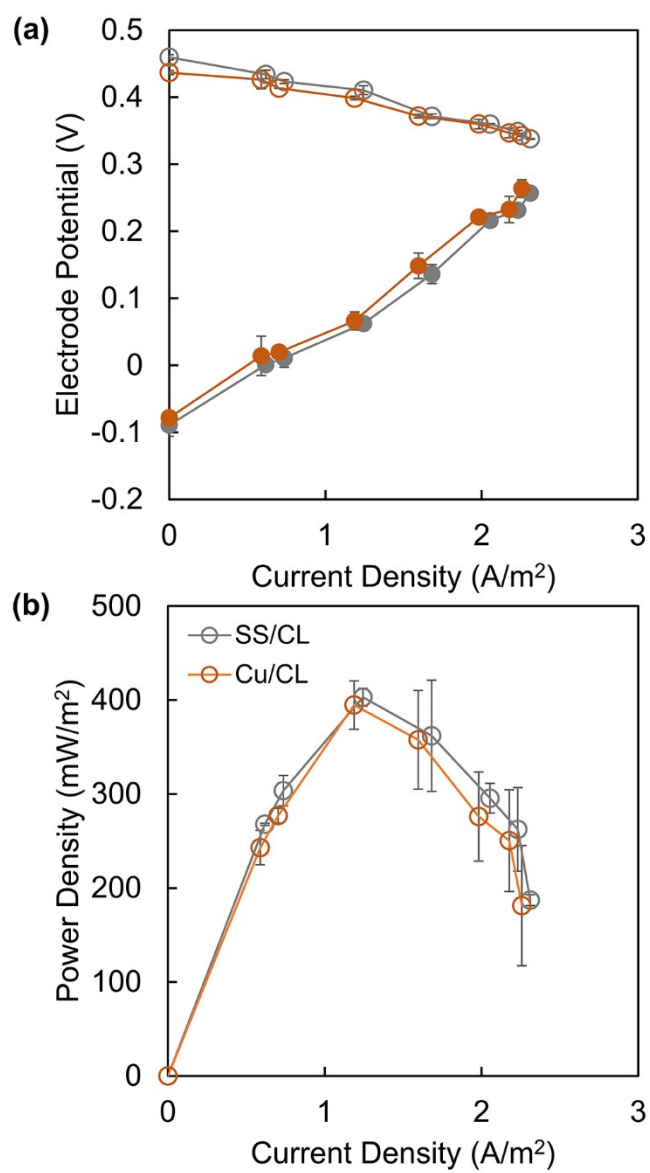 (a)
0.5
0.4
0.3
0.2
0.1
0
-0.1
-0.2
Electrode Potential (V)
0 1 2 3
Current Density (A/m²)
(b)
500
400
300
200
100
0
Power Density (mW/m²)
SS/CL
Cu/CL
0 1 2 3
Current Density (A/m²)